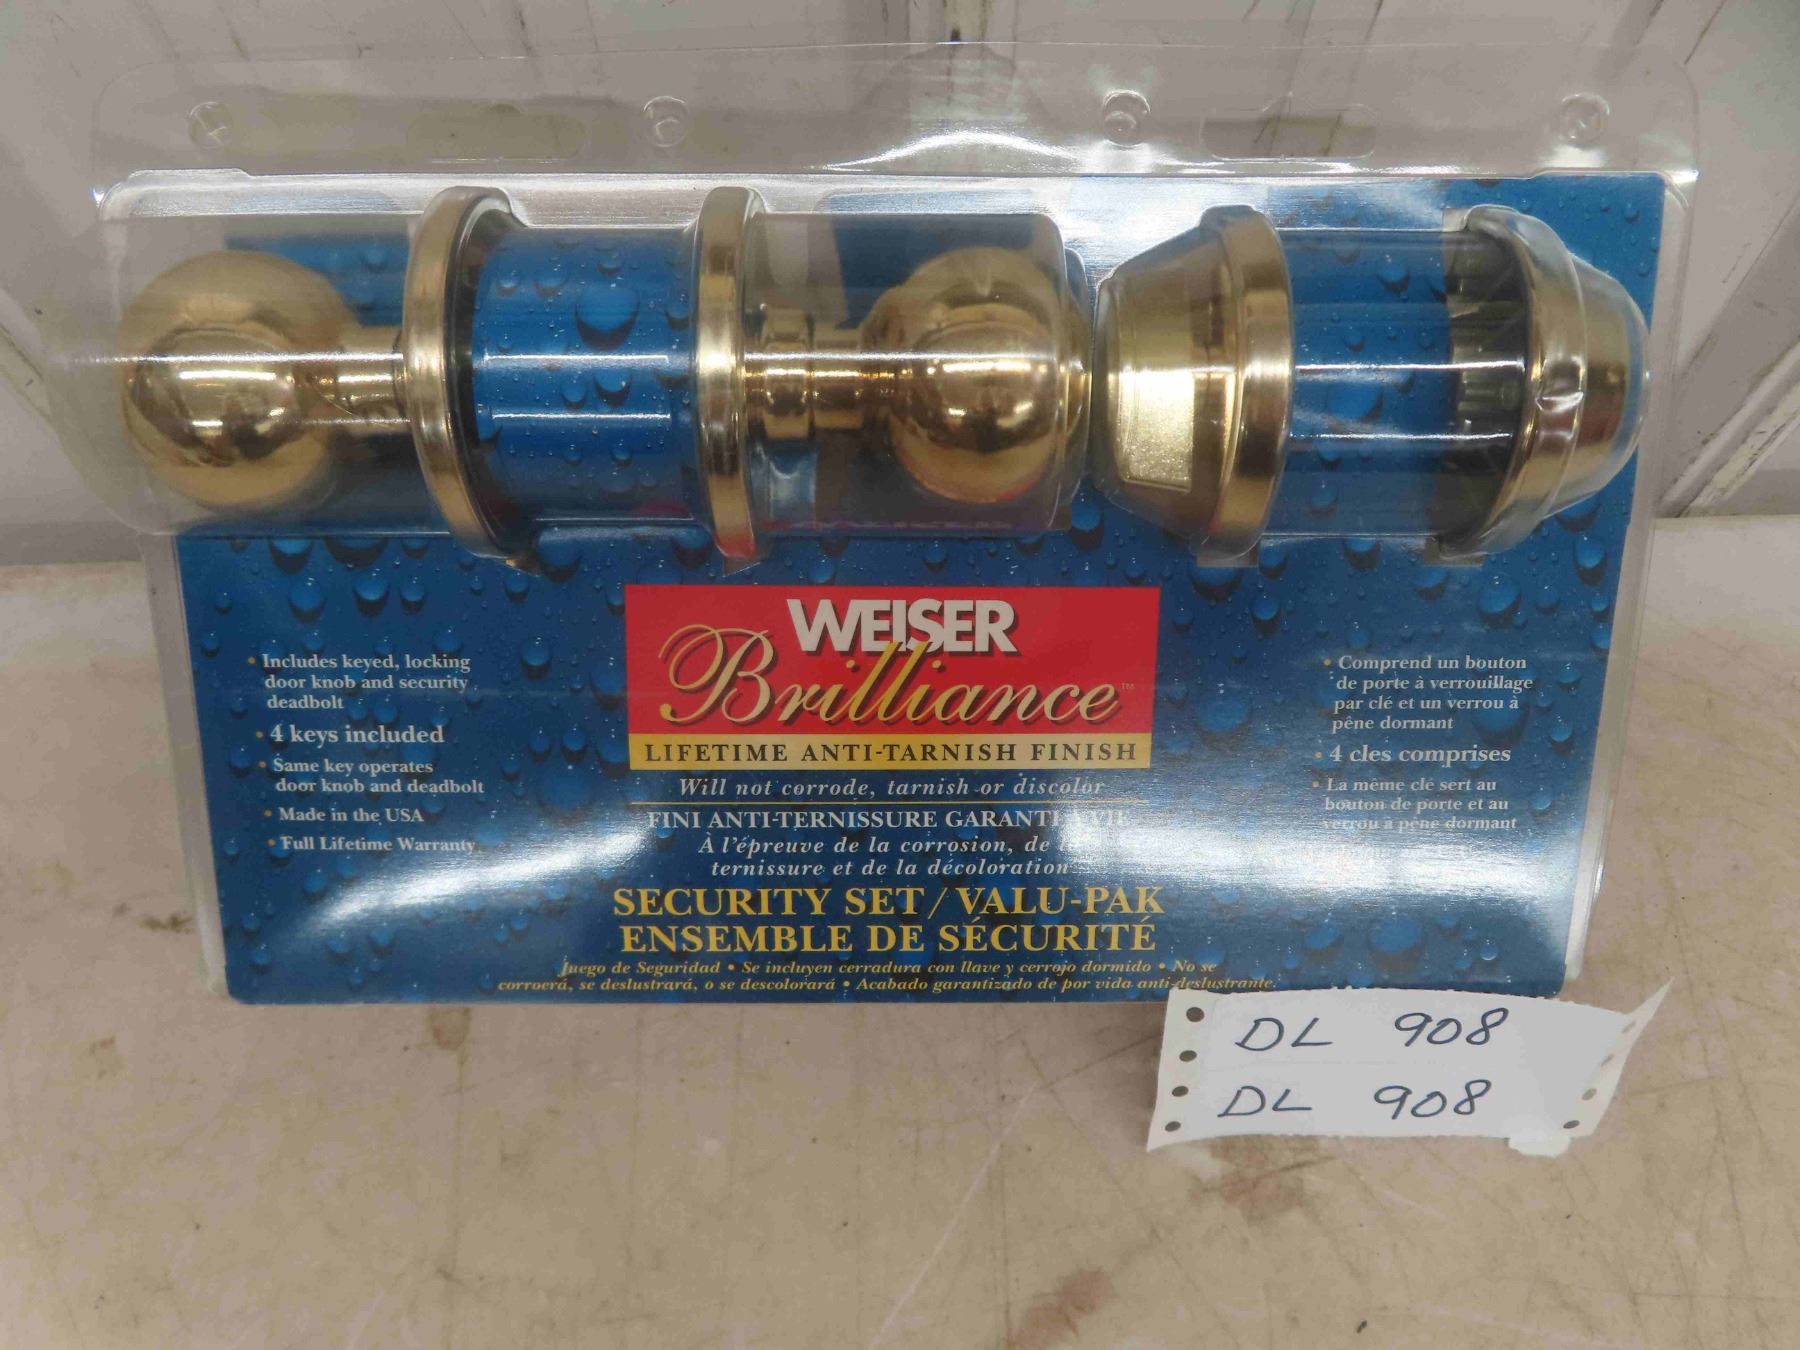 WEISER
Brilliance™
LIFETIME ANTI-TARNISH FINISH
Will not corrode, tarnish or discolor
FINI ANTI-TERNISSURE GARANTI VIE
À l'épreuve de la corrosion, de
ternissure et de la décoloration
SECURITY SET / VALU-PAK
ENSEMBLE DE SÉCURITÉ
Juego de Seguridad • Se incluyen cerradura con llave y cerrojo dormido • No se
corroerá, se deslustrará, o se descolorará • Acabado garantizado de por vida anti-deslustrante.
• Includes keyed, locking
door knob and security
deadbolt
• 4 keys included
• Same key operates
door knob and deadbolt
• Made in the USA
• Full Lifetime Warranty
• Comprend un bouton
de porte à verrouillage
par clé et un verrou à
pêne dormant
• 4 cles comprises
• La même clé sert au
bouton de porte et au
verrou à pêne dormant
DL 908
DL 908